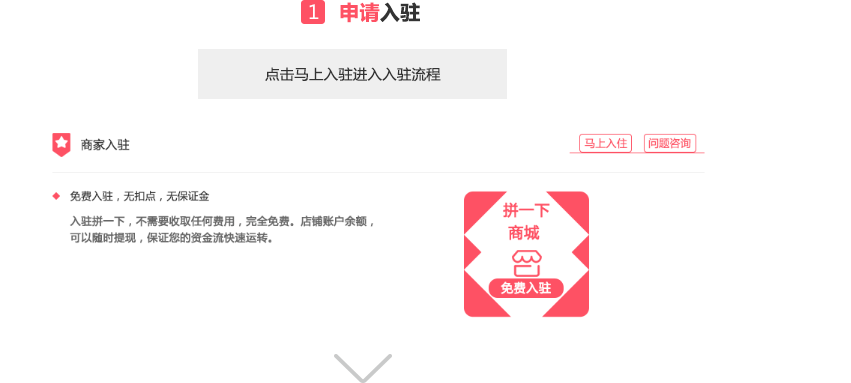 1 申请入驻
点击马上入驻进入入驻流程
商家入驻
马上入住 问题咨询
免费入驻，无扣点，无保证金
入驻拼一下，不需要收取任何费用，完全免费。店铺账户余额，
可以随时提现，保证您的资金流快速运转。
拼一下
商城
免费入驻